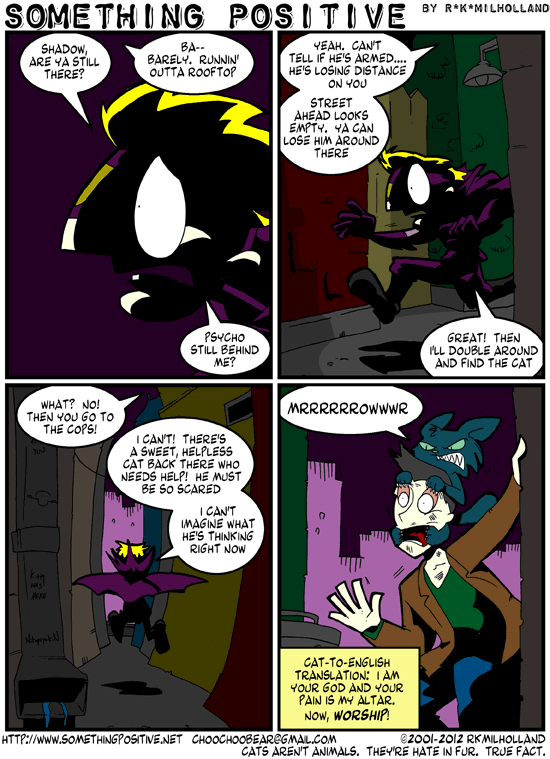 SOMETHING POSITIVE BY R*K*MILHOLLAND
SHADOW,
ARE YA STILL
THERE?
BA--
BARELY. RUNNIN'
OUTTA ROOFTOP
PSYCHO
STILL BEHIND
ME?
YEAH. CAN'T
TELL IF HE'S ARMED....
HE'S LOSING DISTANCE
ON YOU
STREET
AHEAD LOOKS
EMPTY. YA CAN
LOSE HIM AROUND
THERE
GREAT! THEN
I'LL DOUBLE AROUND
AND FIND THE CAT
WHAT? NO!
THEN YOU GO TO
THE COPS!
I CAN'T! THERE'S
A SWEET, HELPLESS
CAT BACK THERE WHO
NEEDS HELP! HE MUST
BE SO SCARED
I CAN'T
IMAGINE WHAT
HE'S THINKING
RIGHT NOW
MRRRRRROWWWR
CAT-TO-ENGLISH
TRANSLATION: I AM
YOUR GOD AND YOUR
PAIN IS MY ALTAR.
NOW, WORSHIP!
HTTP://WWW.SOMETHINGPOSITIVE.NET CHOOCHOOBEAR@GMAIL.COM ©2001-2012 RKMILHOLLAND
CATS AREN'T ANIMALS. THEY'RE HATE IN FUR. TRUE FACT.